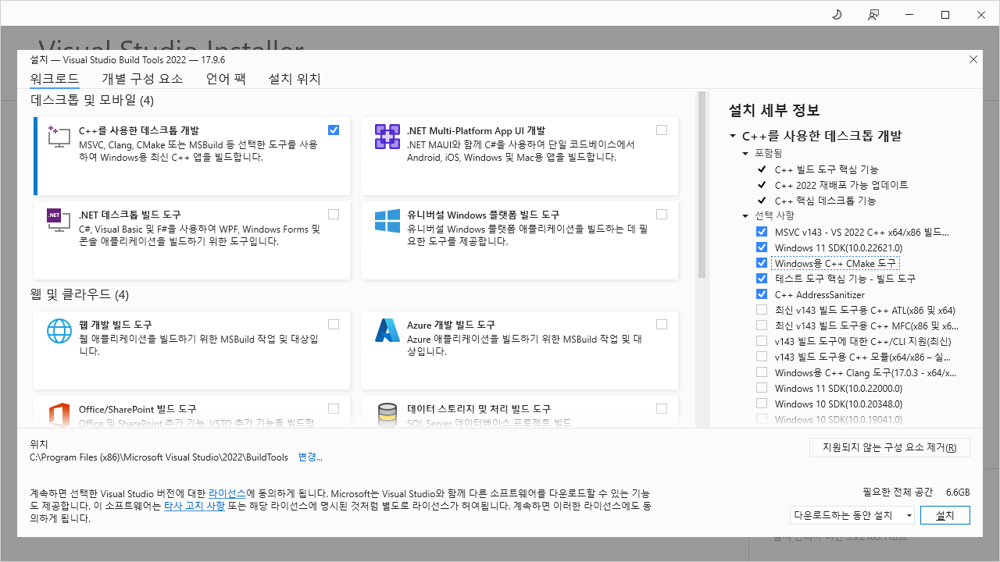 Visual Studio Installer
설치 — Visual Studio Build Tools 2022 — 17.9.6
워크로드 개별 구성 요소 언어 팩 설치 위치
데스크톱 및 모바일 (4)
C++를 사용한 데스크톱 개발
MSVC, Clang, CMake 또는 MSBuild 등 선택한 도구를 사용
하여 Windows용 최신 C++ 앱을 빌드합니다.
.NET Multi-Platform App UI 개발
.NET MAUI와 함께 C#을 사용하여 단일 코드베이스에서
Android, iOS, Windows 및 Mac용 앱을 빌드합니다.
.NET 데스크톱 빌드 도구
C#, Visual Basic 및 F#을 사용하여 WPF, Windows Forms 및
콘솔 애플리케이션을 빌드하기 위한 도구입니다.
유니버설 Windows 플랫폼 빌드 도구
유니버설 Windows 플랫폼 애플리케이션을 빌드하는 데 필
요한 도구를 제공합니다.
웹 및 클라우드 (4)
웹 개발 빌드 도구
웹 애플리케이션을 빌드하기 위한 MSBuild 작업 및 대상입
니다.
Azure 개발 빌드 도구
Azure 애플리케이션을 빌드하기 위한 MSBuild 작업 및 대
상입니다.
Office/SharePoint 빌드 도구
Office 및 SharePoint 추가 기능, VSTO 추가 기능을 빌드합
데이터 스토리지 및 처리 빌드 도구
SQL Server 데이터베이스 프로젝트 빌드
설치 세부 정보
C++를 사용한 데스크톱 개발
포함됨
C++ 빌드 도구 핵심 기능
C++ 2022 재배포 가능 업데이트
C++ 핵심 데스크톱 기능
선택 사항
MSVC v143 - VS 2022 C++ x64/x86 빌드...
Windows 11 SDK(10.0.22621.0)
Windows용 C++ CMake 도구
테스트 도구 핵심 기능 - 빌드 도구
C++ AddressSanitizer
최신 v143 빌드 도구용 C++ ATL(x86 및 x64)
최신 v143 빌드 도구용 C++ MFC(x86 및 x6...
v143 빌드 도구에 대한 C++/CLI 지원(최신)
v143 빌드 도구용 C++ 모듈(x64/x86 – 실...
Windows용 C++ Clang 도구(17.0.3 - x64/x...
Windows 11 SDK(10.0.22000.0)
Windows 10 SDK(10.0.20348.0)
Windows 10 SDK(10.0.19041.0)
위치
C:\Program Files (x86)\Microsoft Visual Studio\2022\BuildTools 변경...
지원되지 않는 구성 요소 제거(R)
계속하면 선택한 Visual Studio 버전에 대한 라이선스에 동의하게 됩니다. Microsoft는 Visual Studio와 함께 다른 소프트웨어를 다운로드할 수 있는 기능
도 제공합니다. 이 소프트웨어는 타사 고지 사항 또는 해당 라이선스에 명시된 것처럼 별도로 라이선스가 허여됩니다. 계속하면 이러한 라이선스에도 동
의하게 됩니다.
필요한 전체 공간 6.6GB
다운로드하는 동안 설치 설치